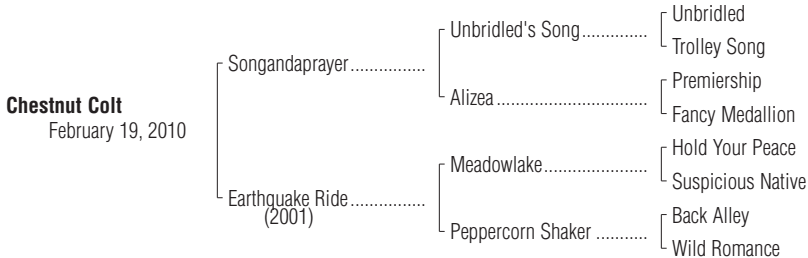 Unbridled
Unbridled's Song..............
Trolley Song
Songandaprayer................
Premiership
Alizea ................................
Fancy Medallion
Chestnut Colt
February 19, 2010
Hold Your Peace
Meadowlake......................
Suspicious Native
Earthquake Ride................
(2001)
Back Alley
Peppercorn Shaker ...........
Wild Romance